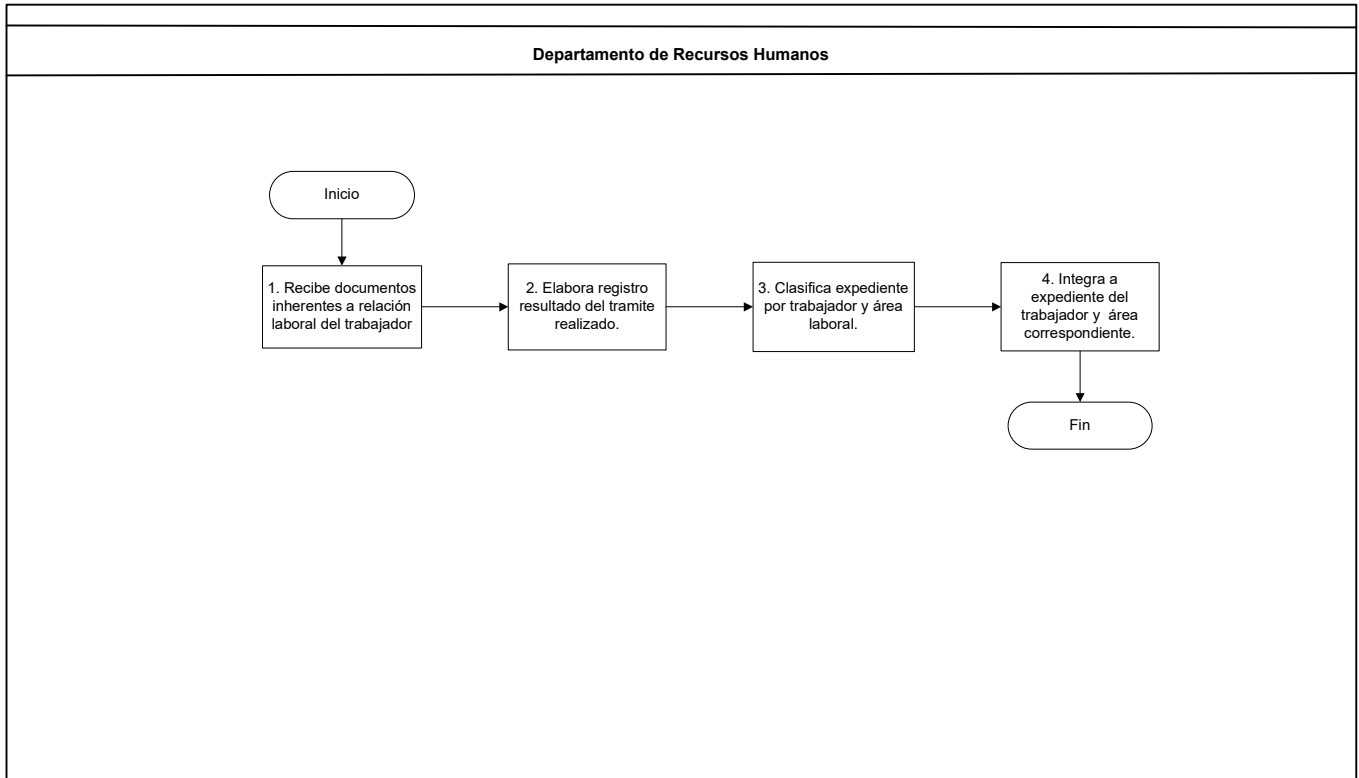 Departamento de Recursos Humanos
Inicio
1. Recibe documentos
inherentes a relación
laboral del trabajador
2. Elabora registro
resultado del tramite
realizado.
3. Clasifica expediente
por trabajador y área
laboral.
4. Integra a
expediente del
trabajador y  área
correspondiente.
Fin